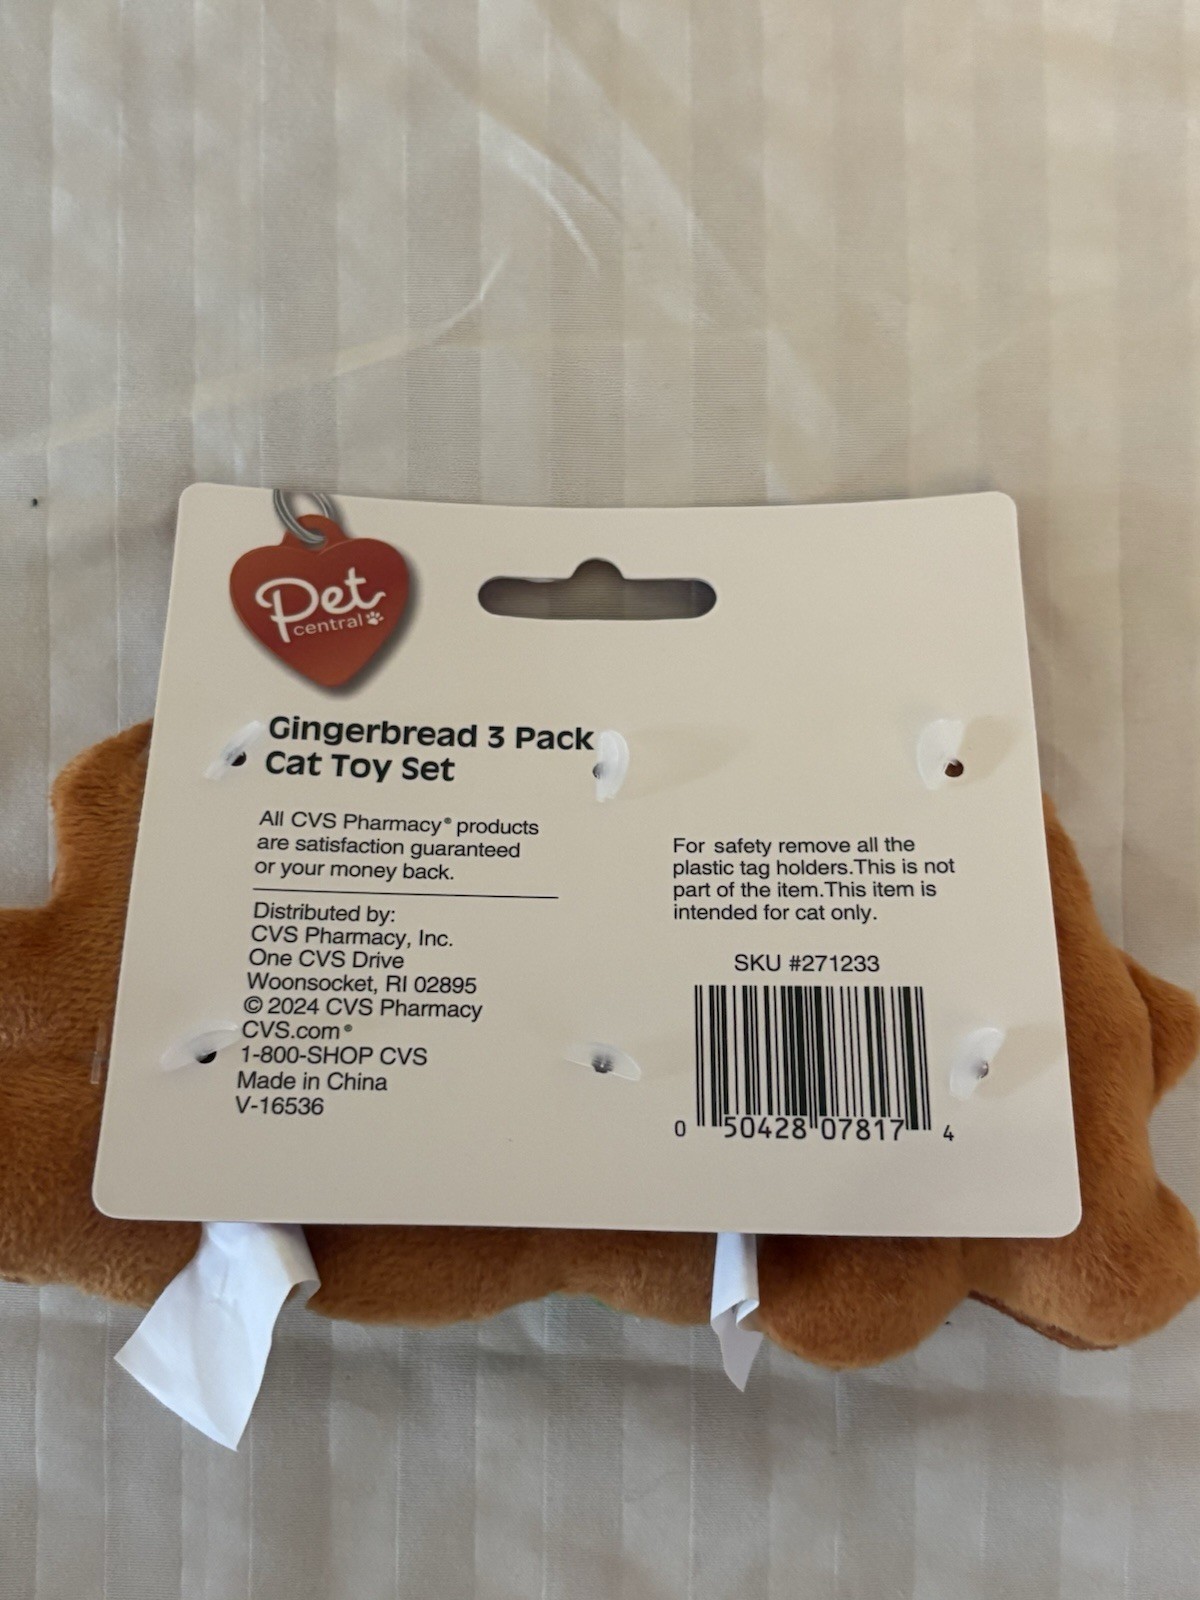 Pet
central
Gingerbread 3 Pack
Cat Toy Set
All CVS Pharmacy® products
are satisfaction guaranteed
or your money back.
Distributed by:
CVS Pharmacy, Inc.
One CVS Drive
Woonsocket, RI 02895
© 2024 CVS Pharmacy
CVS.com®
1-800-SHOP CVS
Made in China
V-16536
For safety remove all the
plastic tag holders.This is not
part of the item.This item is
intended for cat only.
SKU #271233
0 50428 07817 4